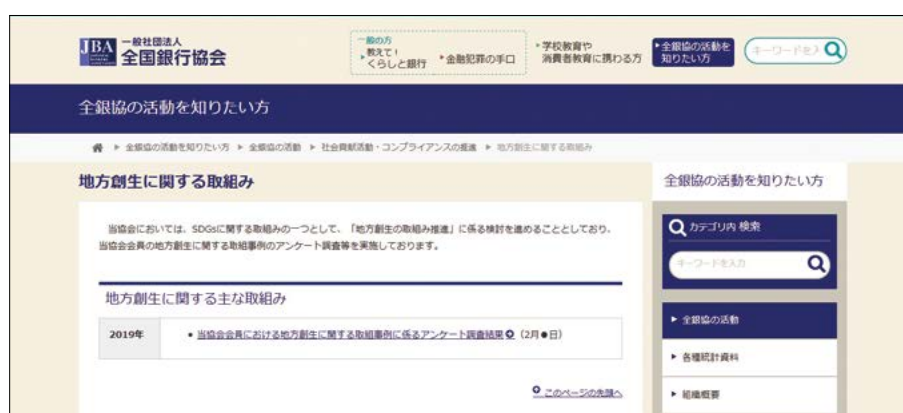 JBA 一般社団法人
全国銀行協会
一般の方
教えて!
くらしと銀行
金融犯罪の手口
学校教育や
消費者教育に携わる方
全銀協の活動を
知りたい方
キーワードを入
全銀協の活動を知りたい方
全銀協の活動を知りたい方 ▶ 全銀協の活動 ▶ 社会貢献活動・コンプライアンスの推進 ▶ 地方創生に関する取組み
地方創生に関する取組み
全銀協の活動を知りたい方
当協会においては、SDGsに関する取組みの一つとして、「地方創生の取組み推進」に係る検討を進めることとしており、
当協会会員の地方創生に関する取組事例のアンケート調査等を実施しております。
カテゴリ内 検索
キーワードを入力
地方創生に関する主な取組み
2019年
• 当協会会員における地方創生に関する取組事例に係るアンケート調査結果 (2月●日)
▶ 全銀協の活動
▶ 各種統計資料
▶ 組織概要
このページの先頭へ